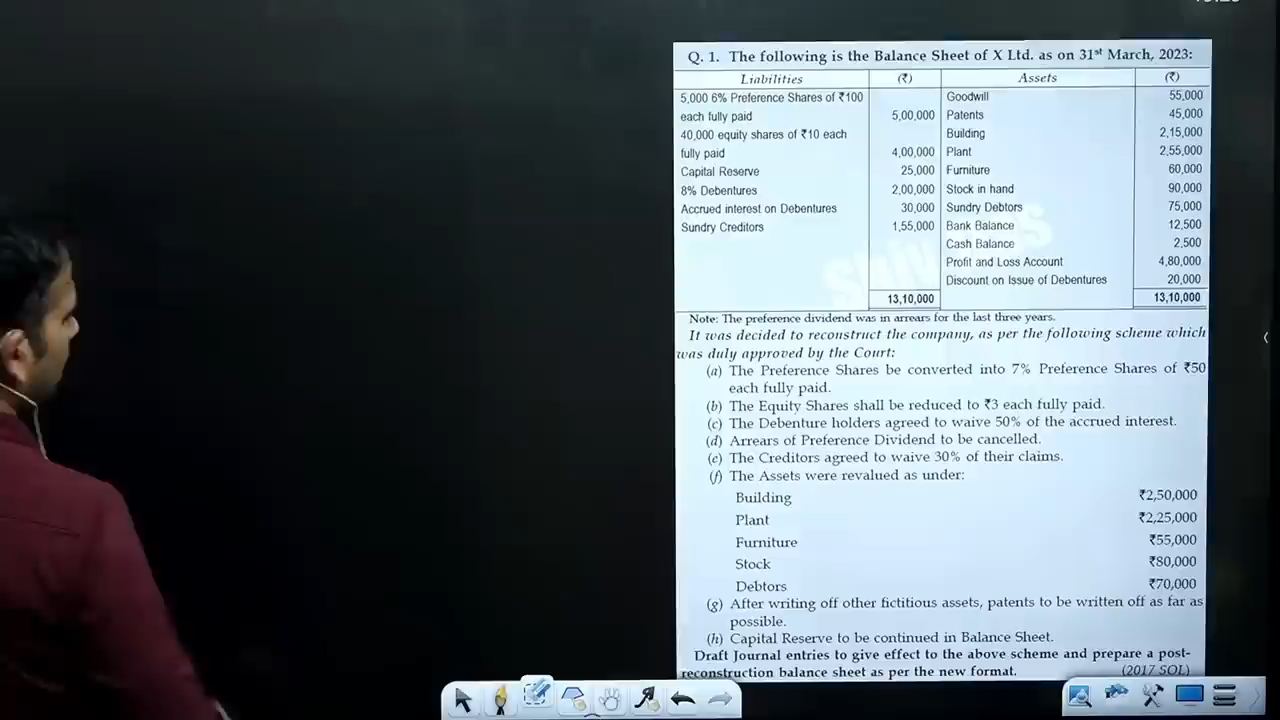 Q. 1. The following is the Balance Sheet of X Ltd. as on 31st March, 2023:
Liabilities (₹) Assets (₹)
5,000 6% Preference Shares of ₹100 Goodwill 55,000
each fully paid 5,00,000 Patents 45,000
40,000 equity shares of ₹10 each Building 2,15,000
fully paid 4,00,000 Plant 2,55,000
Capital Reserve 25,000 Furniture 60,000
8% Debentures 2,00,000 Stock in hand 90,000
Accrued interest on Debentures 30,000 Sundry Debtors 75,000
Sundry Creditors 1,55,000 Bank Balance 12,500
Cash Balance 2,500
Profit and Loss Account 4,80,000
Discount on Issue of Debentures 20,000
13,10,000 13,10,000
Note: The preference dividend was in arrears for the last three years.
It was decided to reconstruct the company, as per the following scheme which
was duly approved by the Court:
(a) The Preference Shares be converted into 7% Preference Shares of ₹50
each fully paid.
(b) The Equity Shares shall be reduced to ₹3 each fully paid.
(c) The Debenture holders agreed to waive 50% of the accrued interest.
(d) Arrears of Preference Dividend to be cancelled.
(e) The Creditors agreed to waive 30% of their claims.
(f) The Assets were revalued as under:
Building ₹2,50,000
Plant ₹2,25,000
Furniture ₹55,000
Stock ₹80,000
Debtors ₹70,000
(g) After writing off other fictitious assets, patents to be written off as far as
possible.
(h) Capital Reserve to be continued in Balance Sheet.
Draft Journal entries to give effect to the above scheme and prepare a post-
reconstruction balance sheet as per the new format. (2017 SOL)